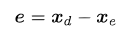 e = x_d − x_e